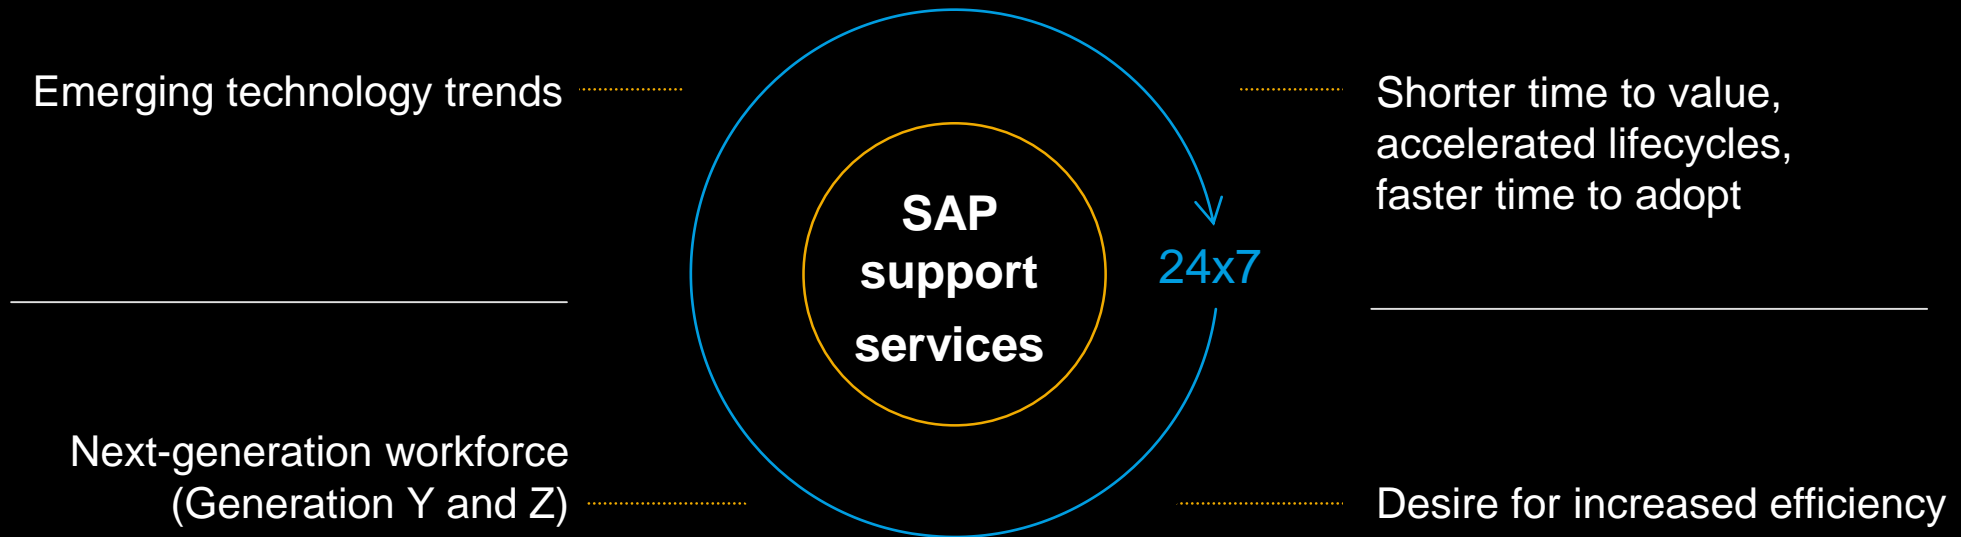 Emerging technology trends
Shorter time to value,
accelerated lifecycles,
faster time to adopt
SAP
support
services
24x7
Next-generation workforce
(Generation Y and Z)
Desire for increased efficiency